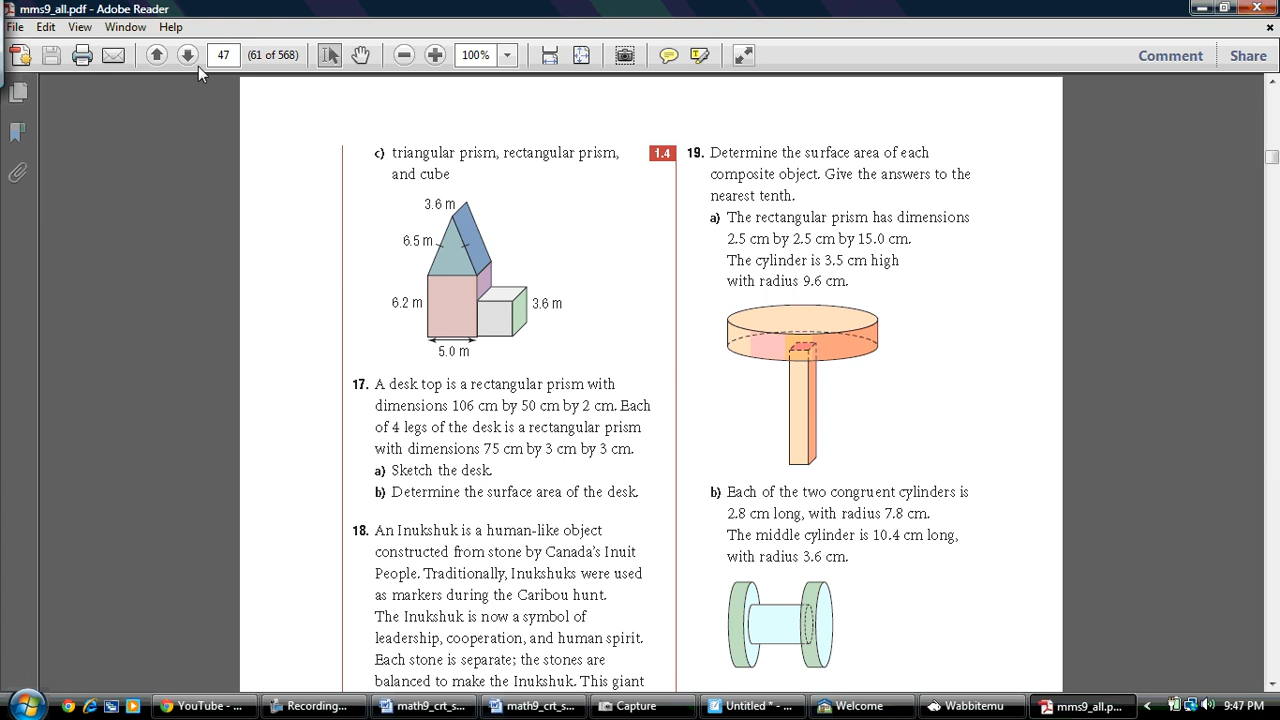 mms9_all.pdf - Adobe Reader
File Edit View Window Help
47 (61 of 568) 100% Comment Share
c) triangular prism, rectangular prism,
and cube
3.6 m
6.5 m
6.2 m
3.6 m
5.0 m
17. A desk top is a rectangular prism with
dimensions 106 cm by 50 cm by 2 cm. Each
of 4 legs of the desk is a rectangular prism
with dimensions 75 cm by 3 cm by 3 cm.
a) Sketch the desk.
b) Determine the surface area of the desk.
18. An Inukshuk is a human-like object
constructed from stone by Canada's Inuit
People. Traditionally, Inukshuks were used
as markers during the Caribou hunt.
The Inukshuk is now a symbol of
leadership, cooperation, and human spirit.
Each stone is separate; the stones are
balanced to make the Inukshuk. This giant
1.4 19. Determine the surface area of each
composite object. Give the answers to the
nearest tenth.
a) The rectangular prism has dimensions
2.5 cm by 2.5 cm by 15.0 cm.
The cylinder is 3.5 cm high
with radius 9.6 cm.
b) Each of the two congruent cylinders is
2.8 cm long, with radius 7.8 cm.
The middle cylinder is 10.4 cm long,
with radius 3.6 cm.
YouTube - ... Recording... math9_crt_s... math9_crt_s... Capture Untitled * - ... Welcome Wabbitemu mms9_all.p... 9:47 PM